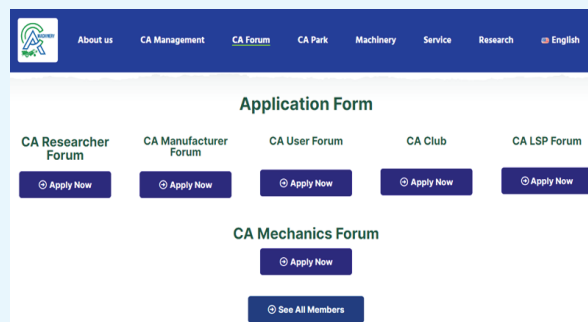 About us CA Management CA Forum CA Park Machinery Service Research English
Application Form
CA Researcher Forum
CA Manufacturer Forum
CA User Forum
CA Club
CA LSP Forum
Apply Now Apply Now Apply Now Apply Now Apply Now
CA Mechanics Forum
Apply Now
See All Members